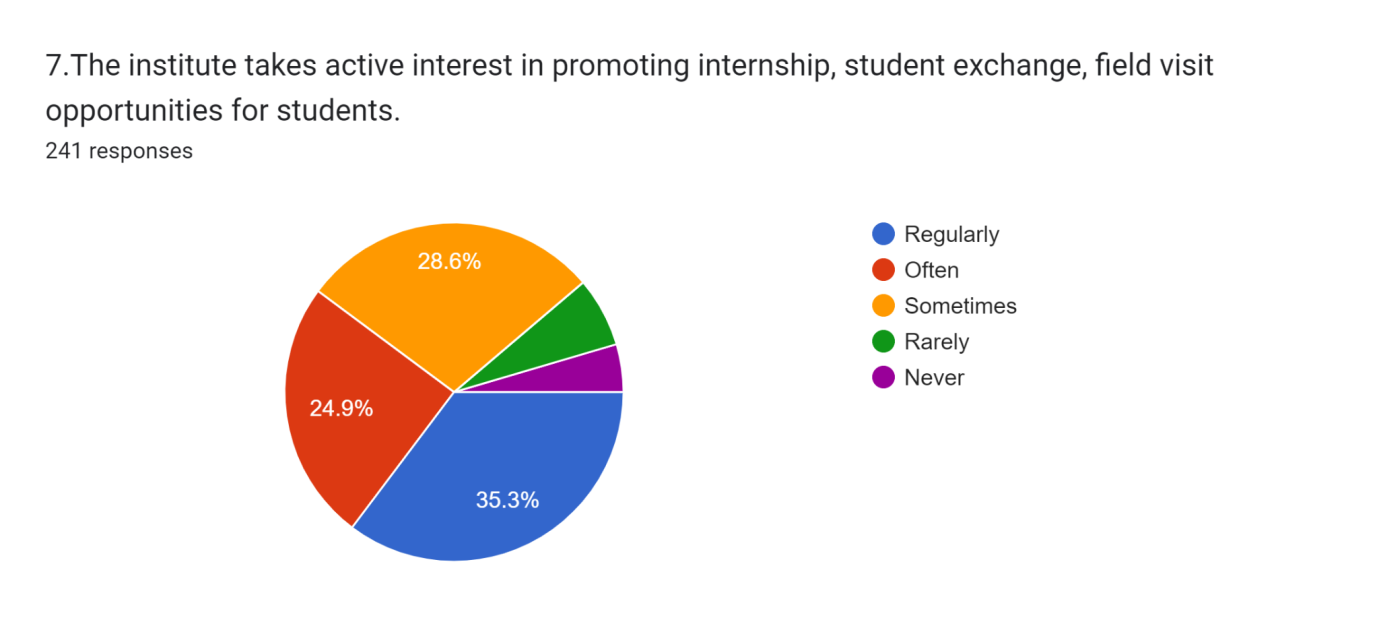 7.The institute takes active interest in promoting internship, student exchange, field visit
opportunities for students.
241 responses
28.6%
24.9%
35.3%
Regularly
Often
Sometimes
Rarely
Never